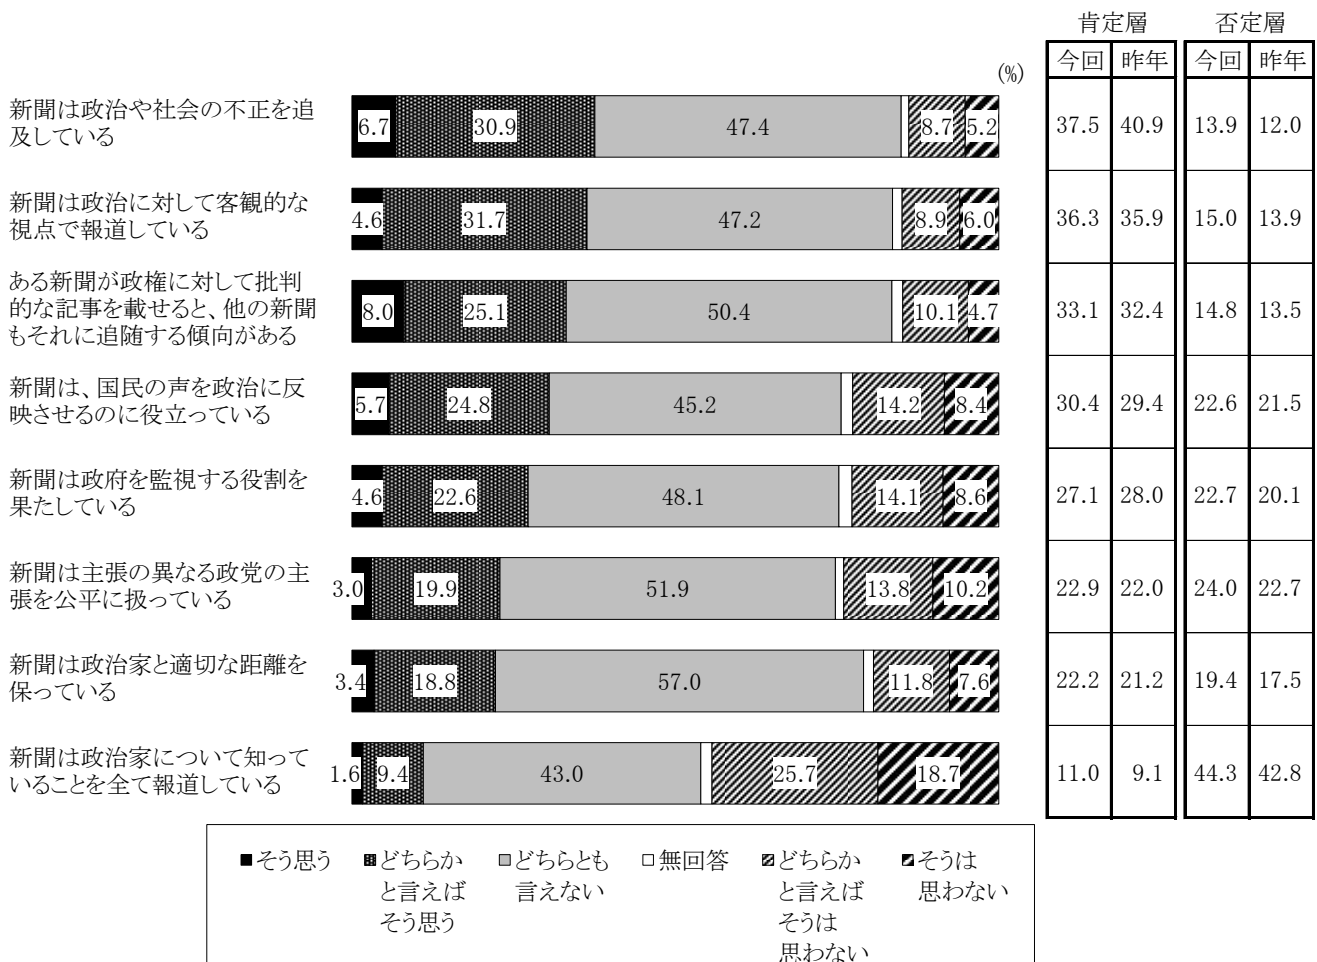 肯定層 否定層
(%) 今回 昨年 今回 昨年
新聞は政治や社会の不正を追
及している
6.7 30.9 47.4 8.7 5.2 37.5 40.9 13.9 12.0
新聞は政治に対して客観的な
視点で報道している
4.6 31.7 47.2 8.9 6.0 36.3 35.9 15.0 13.9
ある新聞が政権に対して批判
的な記事を載せると、他の新聞
もそれに追随する傾向がある
8.0 25.1 50.4 10.1 4.7 33.1 32.4 14.8 13.5
新聞は、国民の声を政治に反
映させるのに役立っている
5.7 24.8 45.2 14.2 8.4 30.4 29.4 22.6 21.5
新聞は政府を監視する役割を
果たしている
4.6 22.6 48.1 14.1 8.6 27.1 28.0 22.7 20.1
新聞は主張の異なる政党の主
張を公平に扱っている
3.0 19.9 51.9 13.8 10.2 22.9 22.0 24.0 22.7
新聞は政治家と適切な距離を
保っている
3.4 18.8 57.0 11.8 7.6 22.2 21.2 19.4 17.5
新聞は政治家について知って
いることを全て報道している
1.6 9.4 43.0 25.7 18.7 11.0 9.1 44.3 42.8
そう思う
どちらか
と言えば
そう思う
どちらとも
言えない
無回答
どちらか
と言えば
そうは
思わない
そうは
思わない